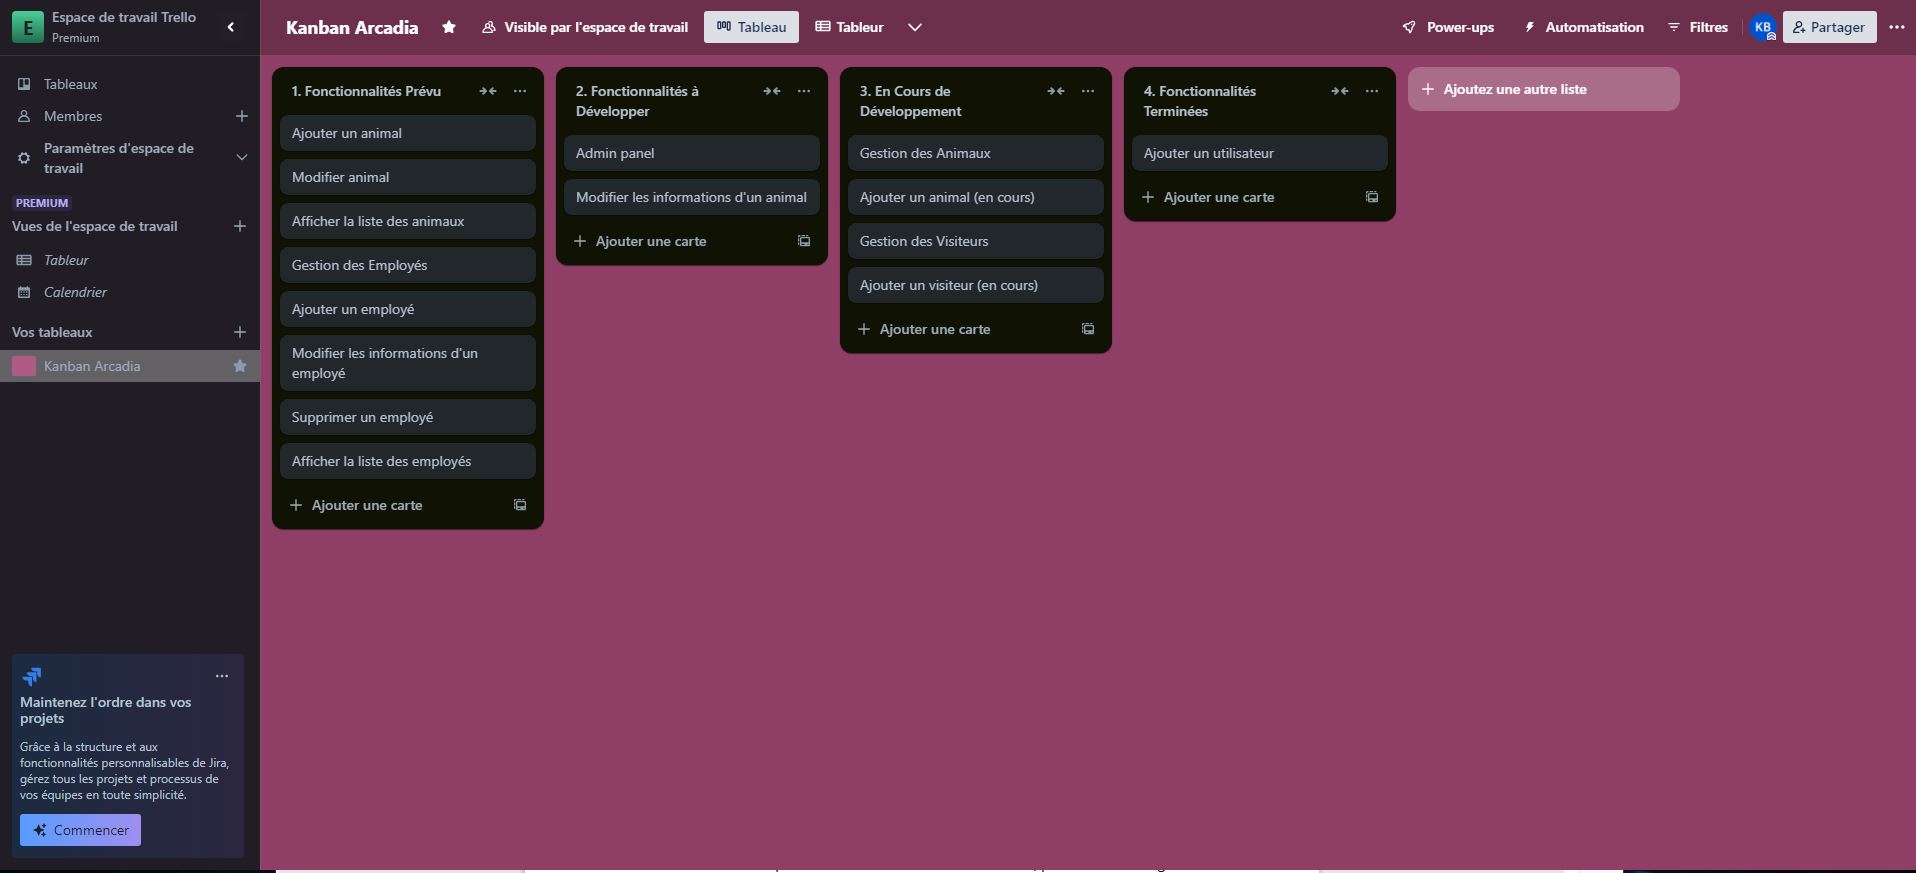 E
Espace de travail Trello
Premium
Tableaux
Membres
Paramètres d'espace de
travail
PREMIUM
Vues de l'espace de travail
Tableur
Calendrier
Vos tableaux
Kanban Arcadia
Maintenez l'ordre dans vos
projets
Grâce à la structure et aux
fonctionnalités personnalisables de Jira,
gérez tous les projets et processus de
vos équipes en toute simplicité.
Commencer
Kanban Arcadia
Visible par l'espace de travail
Tableau
Tableur
Power-ups
Automatisation
Filtres
KB
Partager
1. Fonctionnalités Prévu
Ajouter un animal
Modifier animal
Afficher la liste des animaux
Gestion des Employés
Ajouter un employé
Modifier les informations d'un
employé
Supprimer un employé
Afficher la liste des employés
Ajouter une carte
2. Fonctionnalités à
Développer
Admin panel
Modifier les informations d'un animal
Ajouter une carte
3. En Cours de
Développement
Gestion des Animaux
Ajouter un animal (en cours)
Gestion des Visiteurs
Ajouter un visiteur (en cours)
Ajouter une carte
4. Fonctionnalités
Terminées
Ajouter un utilisateur
Ajouter une carte
Ajoutez une autre liste